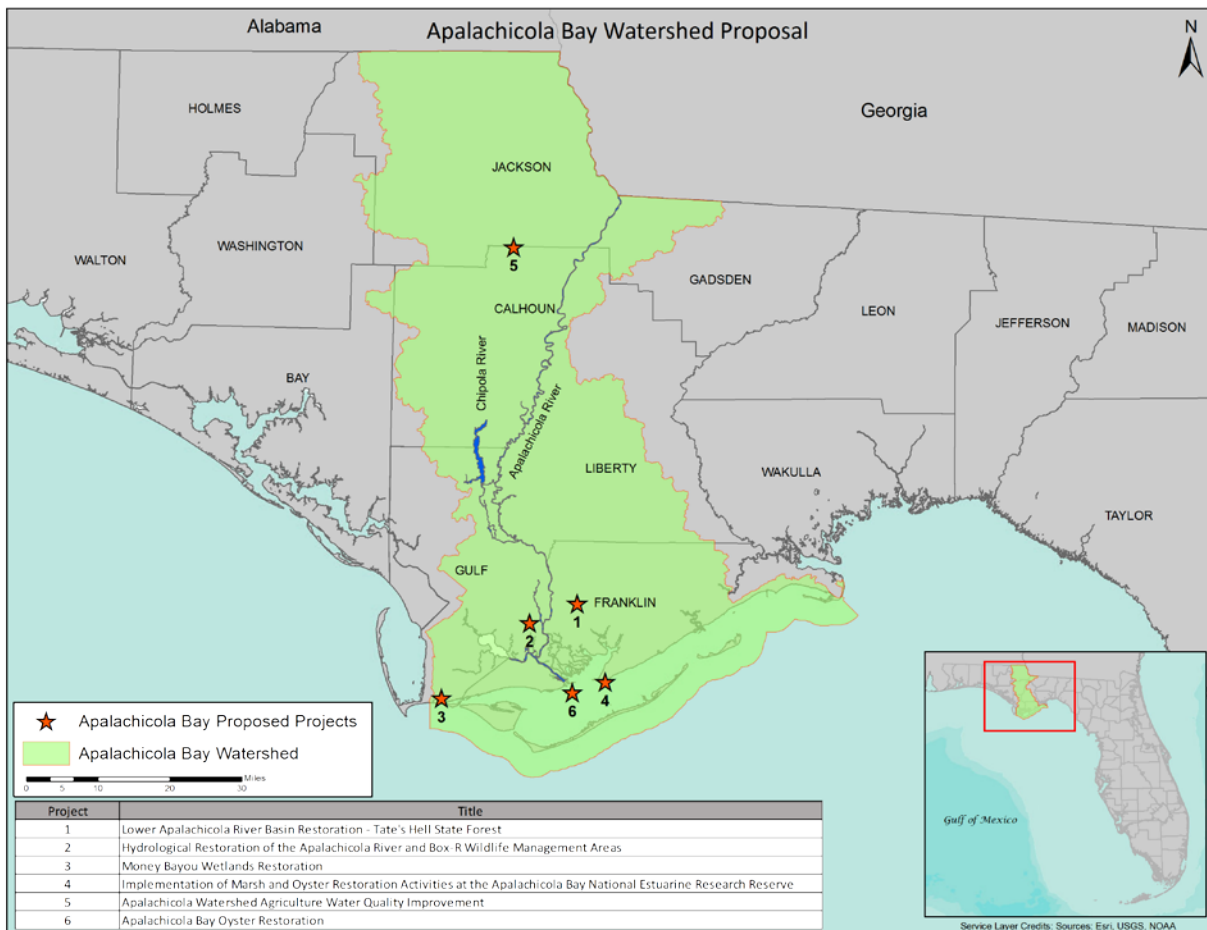 Alabama
Apalachicola Bay Watershed Proposal
N
HOLMES
Georgia
JACKSON
WASHINGTON
WALTON
5
GADSDEN
CALHOUN
LEON
JEFFERSON
MADISON
BAY
Chipola River
Apalachicola River
LIBERTY
WAKULLA
TAYLOR
GULF
FRANKLIN
1
2
3
6
4
Apalachicola Bay Proposed Projects
Apalachicola Bay Watershed
Miles
0 5 10 20 30
Gulf of Mexico
Project Title
1 Lower Apalachicola River Basin Restoration - Tate's Hell State Forest
2 Hydrological Restoration of the Apalachicola River and Box-R Wildlife Management Areas
3 Money Bayou Wetlands Restoration
4 Implementation of Marsh and Oyster Restoration Activities at the Apalachicola Bay National Estuarine Research Reserve
5 Apalachicola Watershed Agriculture Water Quality Improvement
6 Apalachicola Bay Oyster Restoration
Service Layer Credits: Sources: Esri, USGS, NOAA